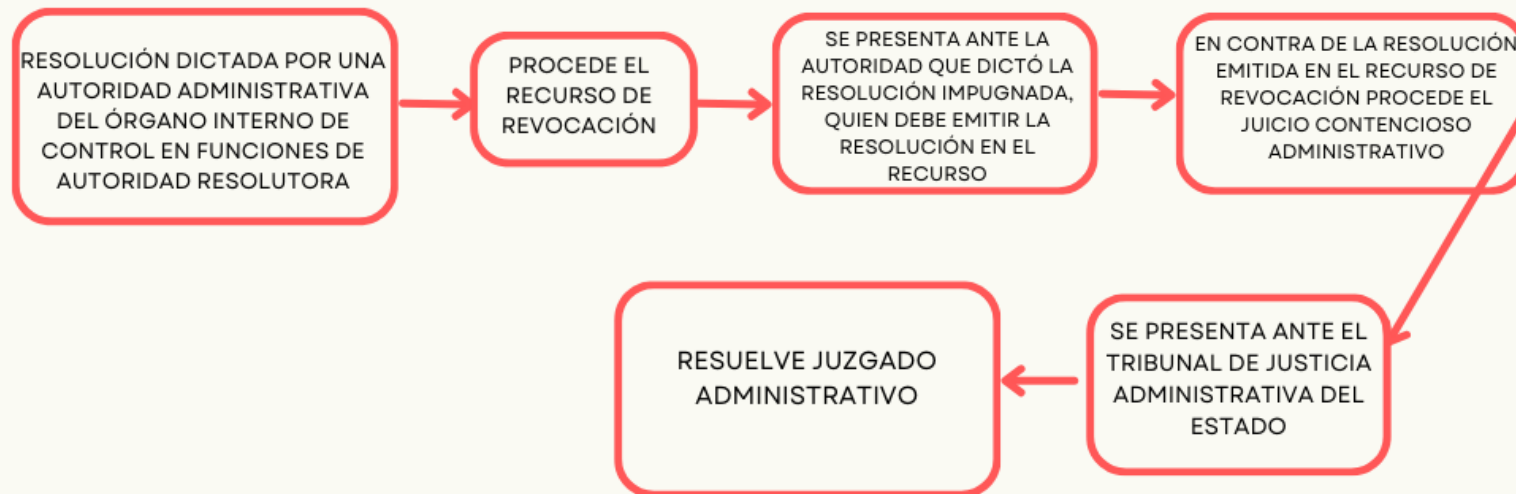 RESOLUCIÓN DICTADA POR UNA
AUTORIDAD ADMINISTRATIVA
DEL ÓRGANO INTERNO DE
CONTROL EN FUNCIONES DE
AUTORIDAD RESOLUTORA
PROCEDE EL
RECURSO DE
REVOCACIÓN
SE PRESENTA ANTE LA
AUTORIDAD QUE DICTÓ LA
RESOLUCIÓN IMPUGNADA,
QUIEN DEBE EMITIR LA
RESOLUCIÓN EN EL
RECURSO
EN CONTRA DE LA RESOLUCIÓN
EMITIDA EN EL RECURSO DE
REVOCACIÓN PROCEDE EL
JUICIO CONTENCIOSO
ADMINISTRATIVO
SE PRESENTA ANTE EL
TRIBUNAL DE JUSTICIA
ADMINISTRATIVA DEL
ESTADO
RESUELVE JUZGADO
ADMINISTRATIVO